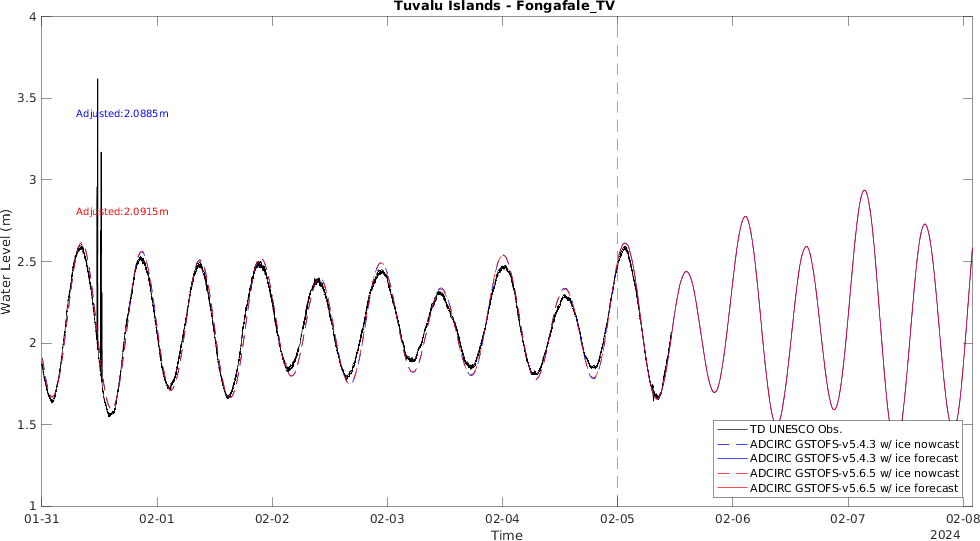 Tuvalu Islands - Fongafale_TV
Water Level (m)
4
3.5
3
2.5
2
1.5
1
Adjusted:2.0885m
Adjusted:2.0915m
TD UNESCO Obs.
ADCIRC GSTOFS-v5.4.3 w/ ice nowcast
ADCIRC GSTOFS-v5.4.3 w/ ice forecast
ADCIRC GSTOFS-v5.6.5 w/ ice nowcast
ADCIRC GSTOFS-v5.6.5 w/ ice forecast
01-31 02-01 02-02 02-03 02-04 02-05 02-06 02-07 02-08
Time
2024